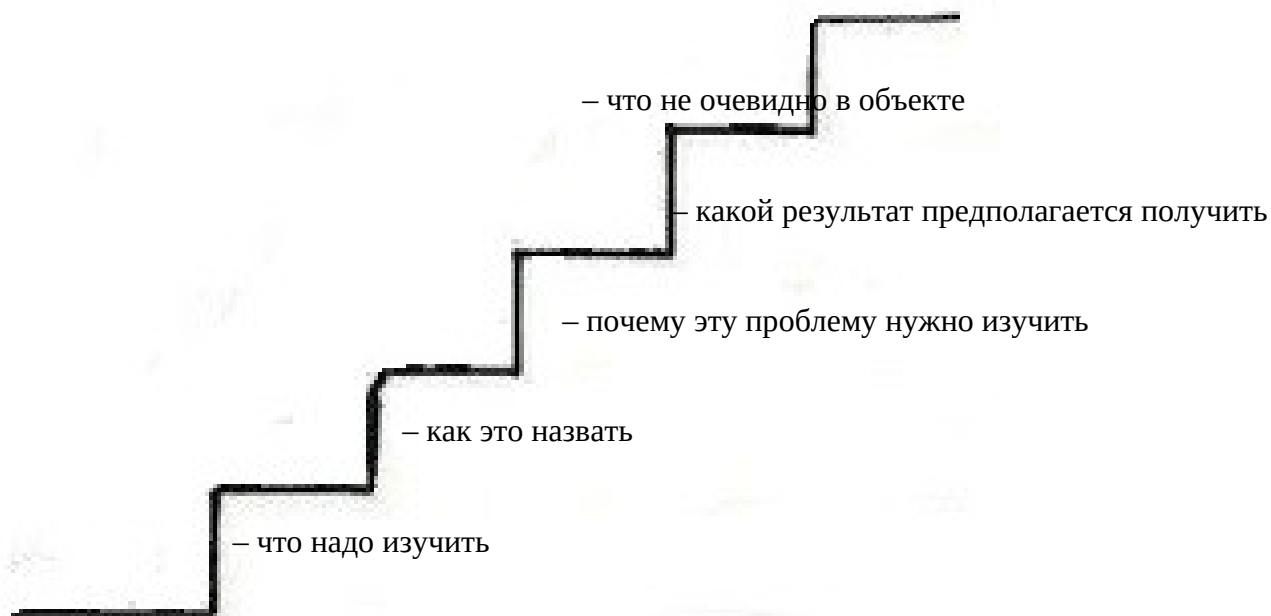 – что не очевидно в объекте
– какой результат предполагается получить
– почему эту проблему нужно изучить
– как это назвать
– что надо изучить